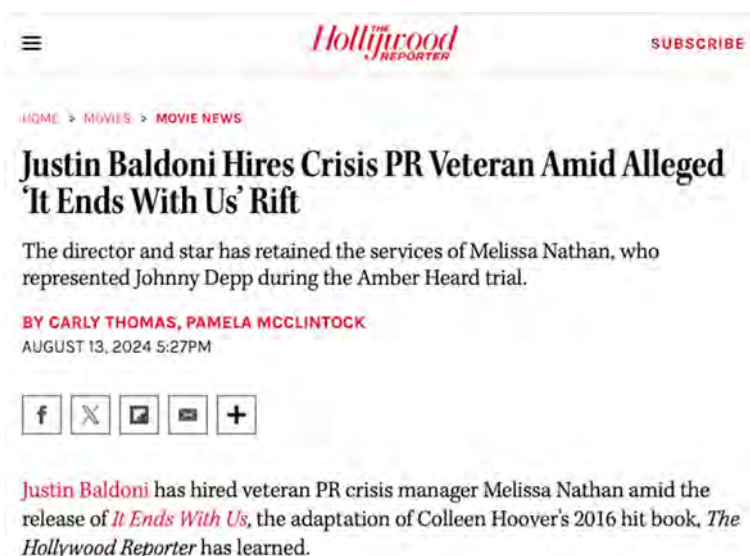 THE
Hollywood
REPORTER
SUBSCRIBE
HOME > MOVIES > MOVIE NEWS
Justin Baldoni Hires Crisis PR Veteran Amid Alleged
‘It Ends With Us’ Rift
The director and star has retained the services of Melissa Nathan, who
represented Johnny Depp during the Amber Heard trial.
BY CARLY THOMAS, PAMELA MCCLINTOCK
AUGUST 13, 2024 5:27PM
Justin Baldoni has hired veteran PR crisis manager Melissa Nathan amid the
release of It Ends With Us, the adaptation of Colleen Hoover’s 2016 hit book, The
Hollywood Reporter has learned.